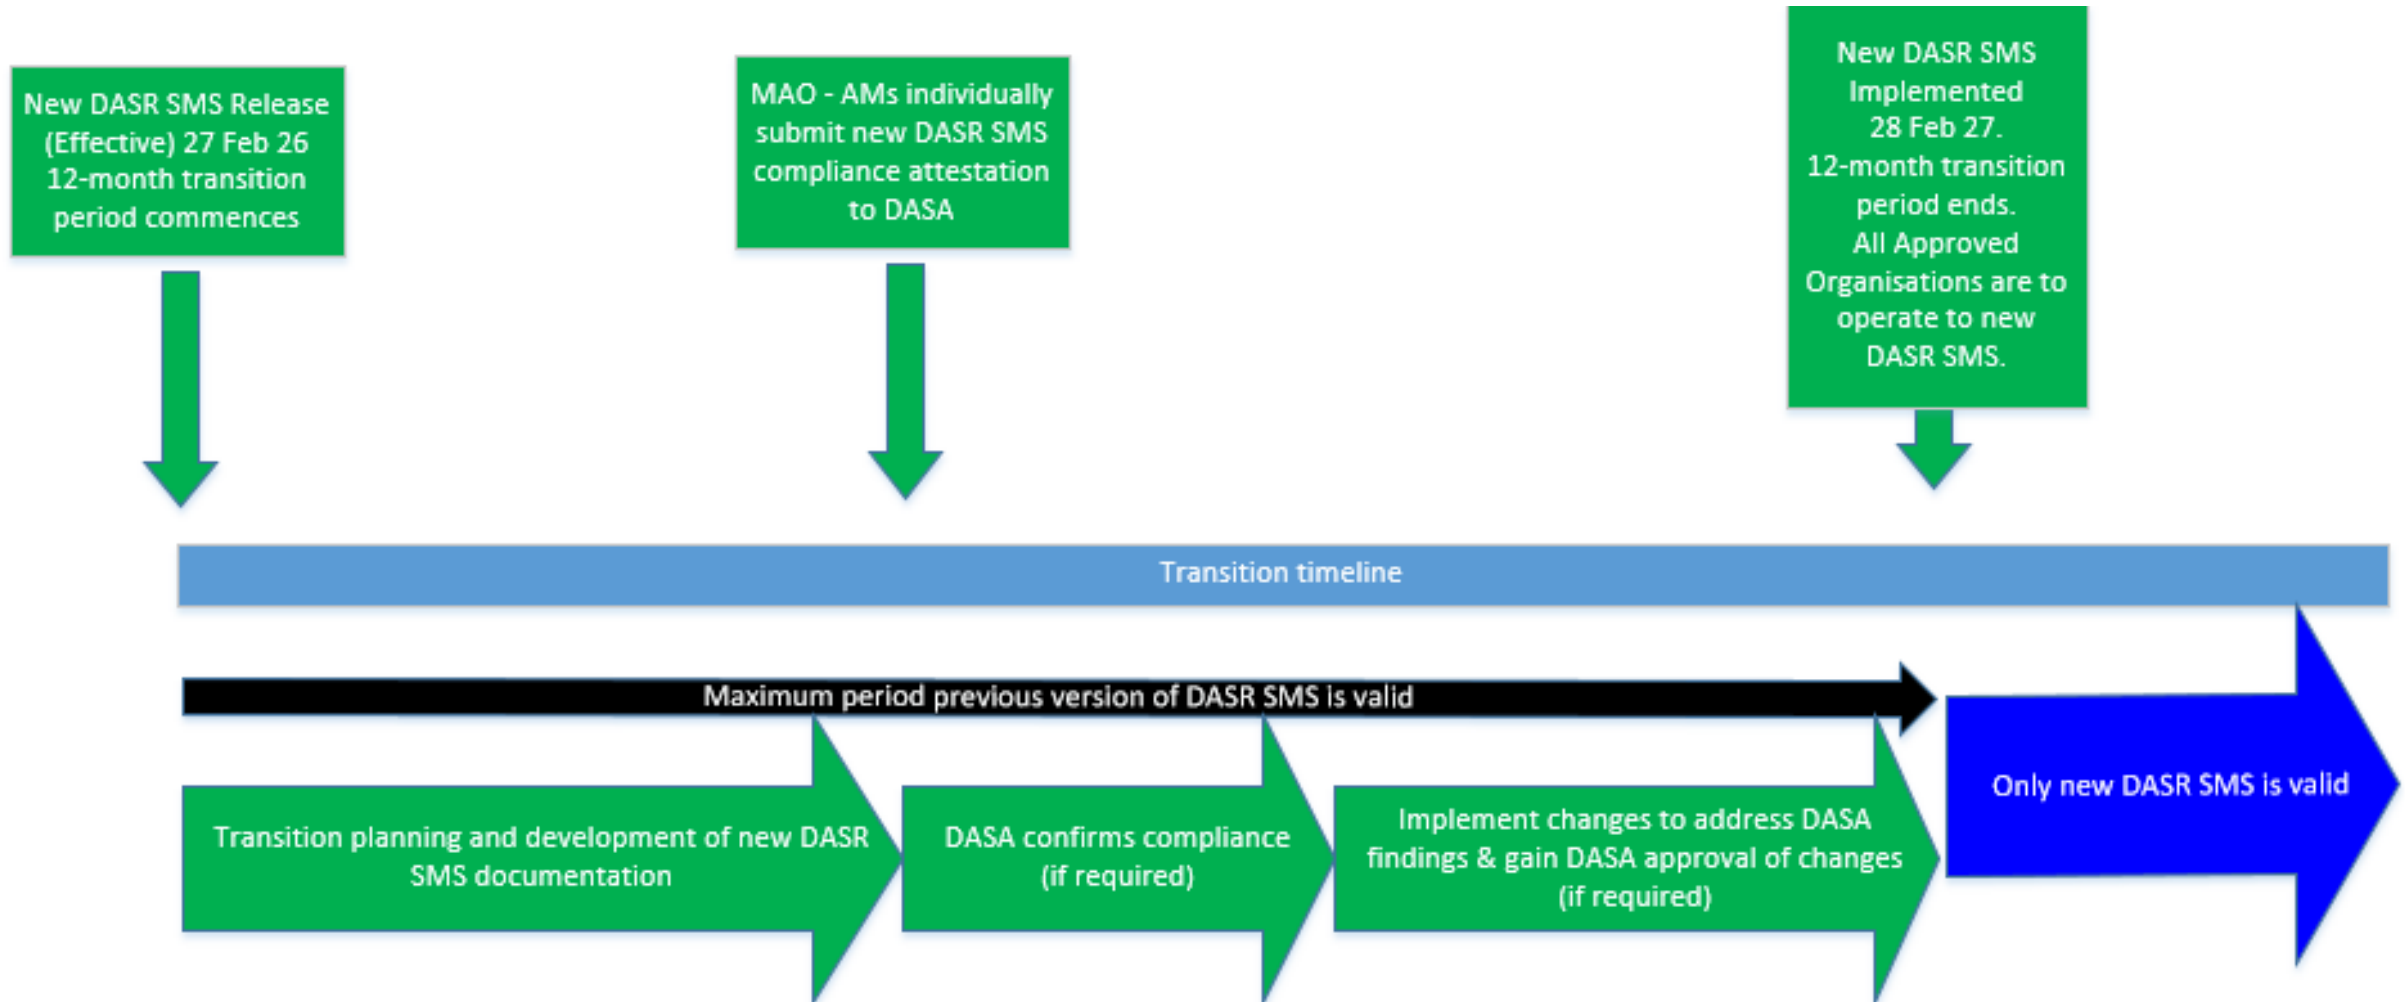 New DASR SMS Release
(Effective) 27 Feb 26
12-month transition
period commences
MAO - AMs individually
submit new DASR SMS
compliance attestation
to DASA
New DASR SMS
Implemented
28 Feb 27.
12-month transition
period ends.
All Approved
Organisations are to
operate to new
DASR SMS.
Transition timeline
Maximum period previous version of DASR SMS is valid
Transition planning and development of new DASR
SMS documentation
DASA confirms compliance
(if required)
Implement changes to address DASA
findings & gain DASA approval of changes
(if required)
Only new DASR SMS is valid